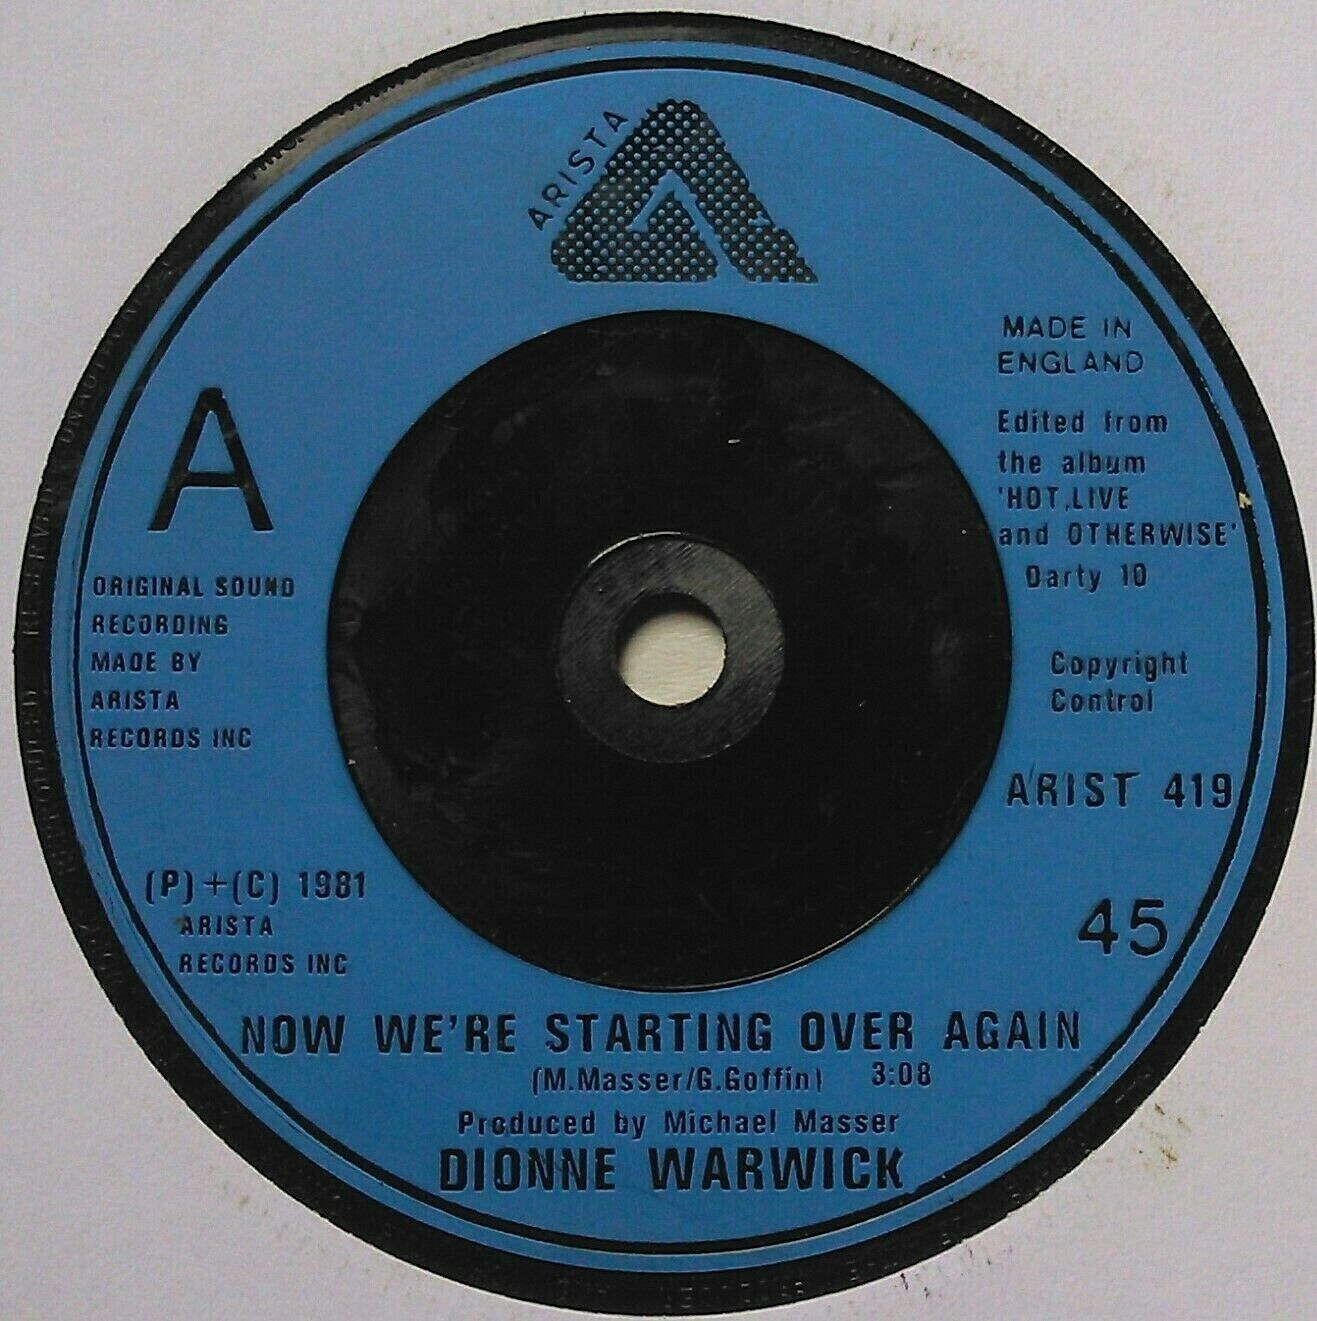 ARISTA
MADE IN
ENGLAND
Edited from
the album
'HOT,LIVE
and OTHERWISE'
Darty 10
A
ORIGINAL SOUND
RECORDING
MADE BY
ARISTA
RECORDS INC
Copyright
Control
ARIST 419
(P)+(C) 1981
ARISTA
RECORDS INC
45
NOW WE'RE STARTING OVER AGAIN
(M.Masser/G.Goffin) 3:08
Produced by Michael Masser
DIONNE WARWICK